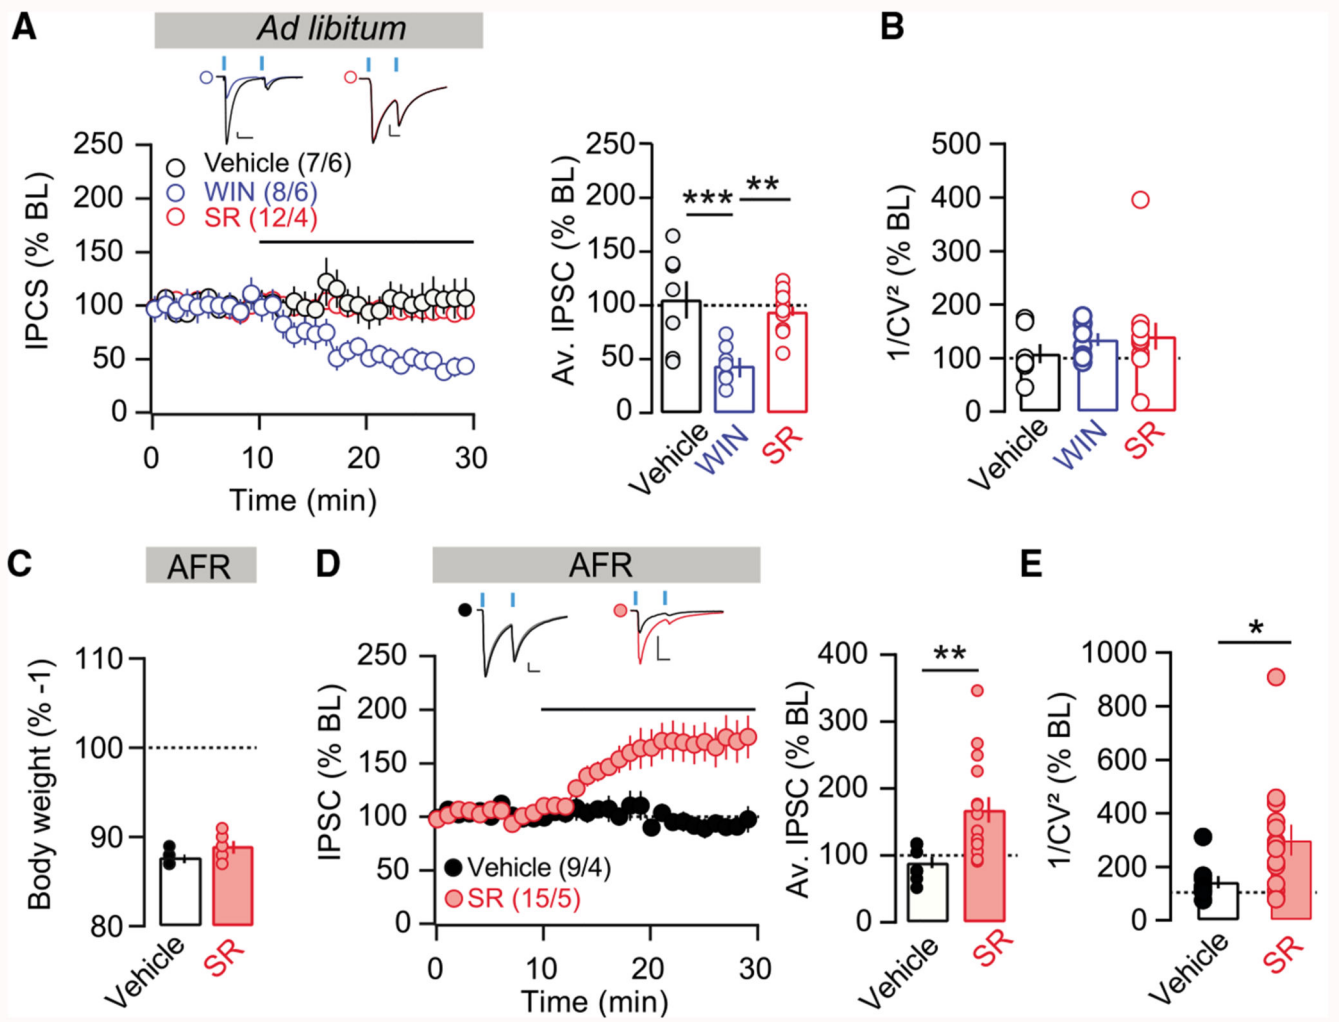 A
Ad libitum
IPCS (% BL)
250
200
150
100
50
0
Vehicle (7/6)
WIN (8/6)
SR (12/4)
0 10 20 30
Time (min)
Av. IPSC (% BL)
250
200
150
100
50
0
*** **
Vehicle WIN SR
B
1/CV² (% BL)
500
400
300
200
100
0
Vehicle WIN SR
C
AFR
Body weight (% -1)
110
100
90
80
Vehicle SR
D
AFR
IPSC (% BL)
250
200
150
100
50
0
Vehicle (9/4)
SR (15/5)
0 10 20 30
Time (min)
Av. IPSC (% BL)
400
300
200
100
0
**
Vehicle SR
E
1/CV² (% BL)
1000
800
600
400
200
0
*
Vehicle SR